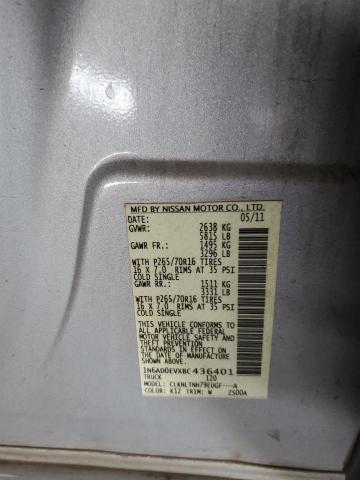 MFD BY NISSAN MOTOR CO., LTD.
DATE: 05/11
GVWR: 2638 KG
5815 LB
GAWR FR.: 1495 KG
3296 LB
WITH P265/70R16 TIRES
16 X 7.0 RIMS AT 35 PSI
COLD SINGLE
GAWR RR.: 1511 KG
3331 LB
WITH P265/70R16 TIRES
16 X 7.0 RIMS AT 35 PSI
COLD SINGLE
THIS VEHICLE CONFORMS TO ALL
APPLICABLE FEDERAL MOTOR
VEHICLE SAFETY STANDARDS IN
EFFECT ON THE DATE OF
MANUFACTURE SHOWN ABOVE.
1N6AD0EVXBC436401
TRUCK 120
MODEL:
COLOR: K12 TRIM: W ZS00A